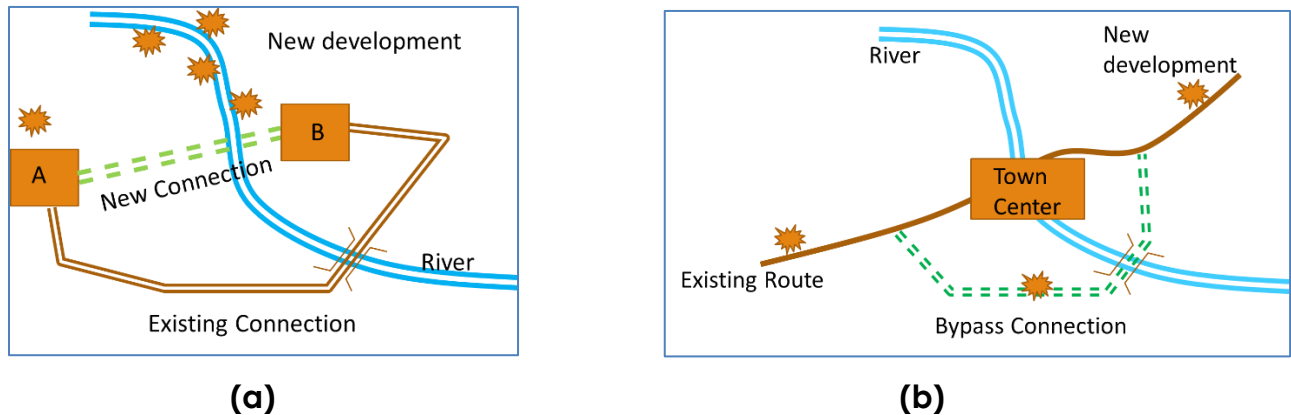 New development
B
A
New Connection
River
Existing Connection
(a)
River
New
development
Town
Center
Existing Route
Bypass Connection
(b)